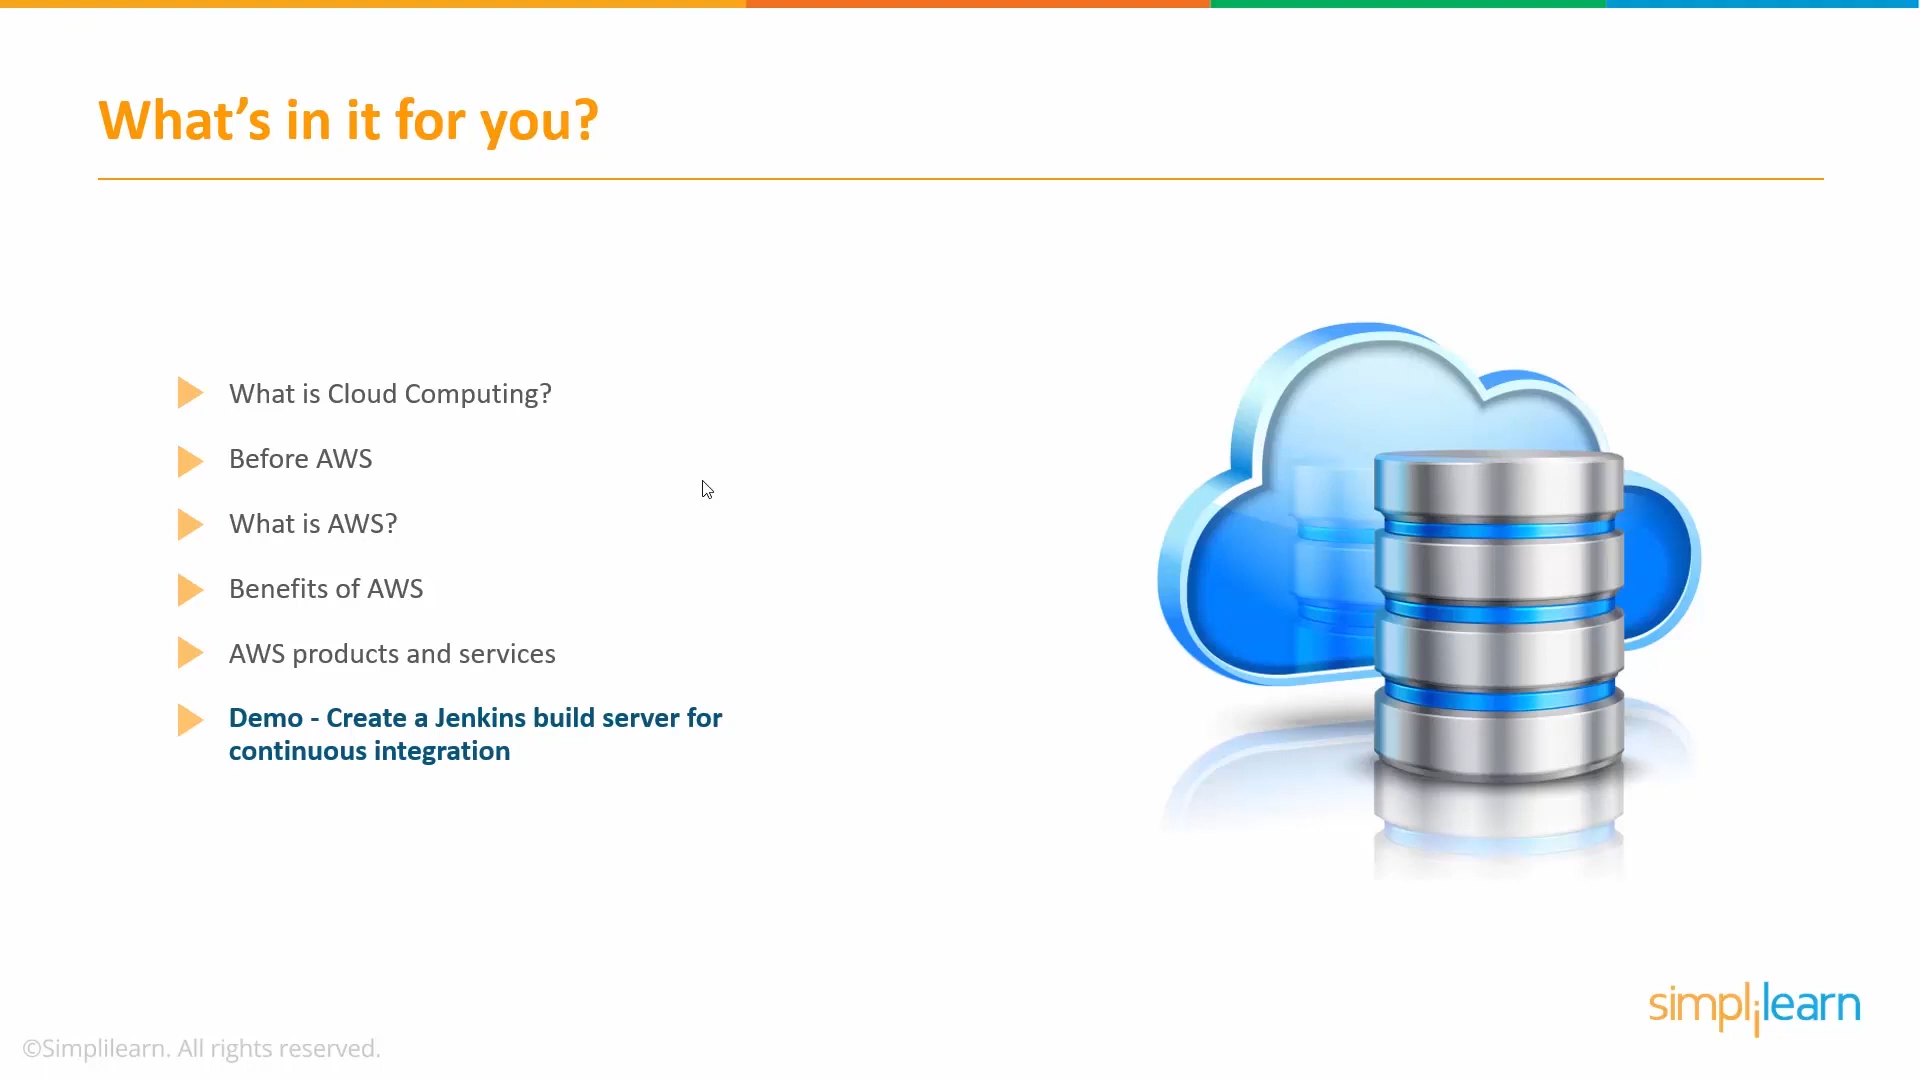 What’s in it for you?
What is Cloud Computing?
Before AWS
What is AWS?
Benefits of AWS
AWS products and services
Demo - Create a Jenkins build server for
continuous integration
simplilearn
©Simplilearn. All rights reserved.